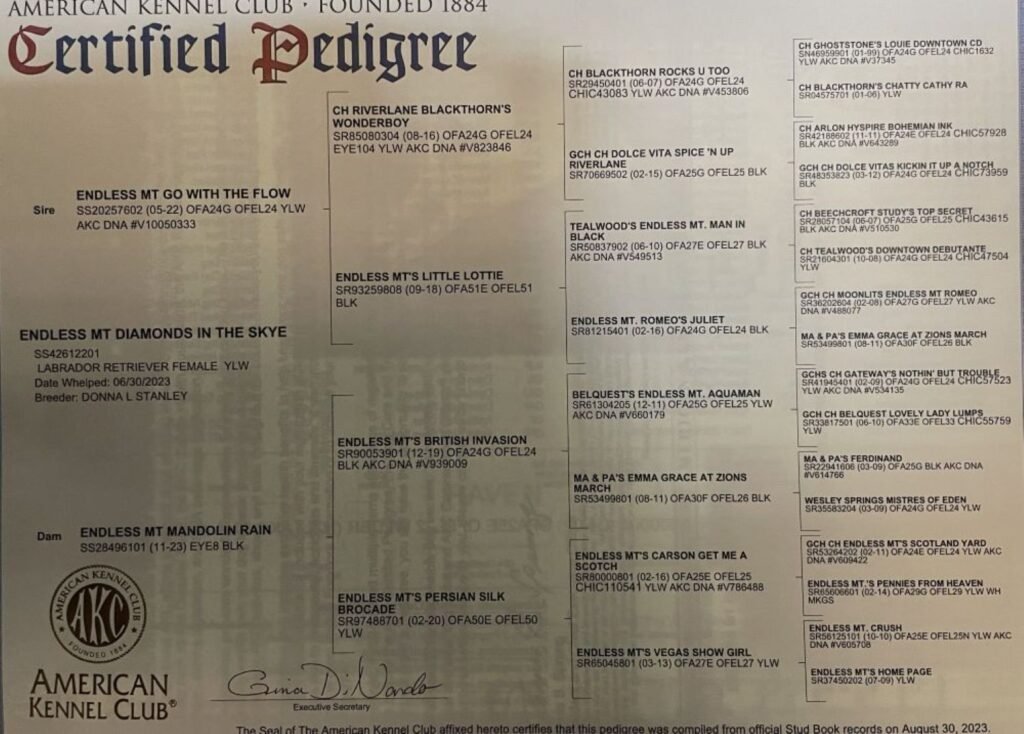 AMERICAN KENNEL CLUB • FOUNDED 1884
Certified Pedigree
Sire
ENDLESS MT GO WITH THE FLOW
SS20257602 (05-22) OFA24G OFEL24 YLW
AKC DNA #V10050333
ENDLESS MT DIAMONDS IN THE SKYE
SS42612201
LABRADOR RETRIEVER FEMALE YLW
Date Whelped: 06/30/2023
Breeder: DONNA L STANLEY
Dam
ENDLESS MT MANDOLIN RAIN
SS28496101 (11-23) EYE8 BLK
CH RIVERLANE BLACKTHORN'S
WONDERBOY
SR85080304 (08-16) OFA24G OFEL24
EYE104 YLW AKC DNA #V823846
ENDLESS MT'S LITTLE LOTTIE
SR93259808 (09-18) OFA51E OFEL51
BLK
ENDLESS MT'S BRITISH INVASION
SR90053901 (12-19) OFA24G OFEL24
BLK AKC DNA #V939009
ENDLESS MT'S PERSIAN SILK
BROCADE
SR97488701 (02-20) OFA50E OFEL50
YLW
CH BLACKTHORN ROCKS U TOO
SR29450401 (06-07) OFA24G OFEL24
CHIC43083 YLW AKC DNA #V453806
GCH CH DOLCE VITA SPICE 'N UP
RIVERLANE
SR70669502 (02-15) OFA25G OFEL25 BLK
TEALWOOD'S ENDLESS MT. MAN IN
BLACK
SR50837902 (06-10) OFA27E OFEL27 BLK
AKC DNA #V549513
ENDLESS MT. ROMEO'S JULIET
SR81215401 (02-16) OFA24G OFEL24 BLK
BELQUEST'S ENDLESS MT. AQUAMAN
SR61304205 (12-11) OFA25G OFEL25 YLW
AKC DNA #V660179
MA & PA'S EMMA GRACE AT ZIONS
MARCH
SR53499801 (08-11) OFA30F OFEL26 BLK
ENDLESS MT'S CARSON GET ME A
SCOTCH
SR80000801 (02-16) OFA25E OFEL25
CHIC110541 YLW AKC DNA #V786488
ENDLESS MT'S VEGAS SHOW GIRL
SR65045801 (03-13) OFA27E OFEL27 YLW
CH GHOSTSTONE'S LOUIE DOWNTOWN CD
SN46959901 (01-99) OFA24G OFEL24 CHIC1632
YLW AKC DNA #V37345
CH BLACKTHORN'S CHATTY CATHY RA
SR04575701 (01-06) YLW
CH ARLON HYSPIRE BOHEMIAN INK
SR42188602 (11-11) OFA24E OFEL24 CHIC57928
BLK AKC DNA #V643289
GCH CH DOLCE VITAS KICKIN IT UP A NOTCH
SR48353823 (03-12) OFA24G OFEL24 CHIC73959
BLK
CH BEECHCROFT STUDY'S TOP SECRET
SR28057104 (06-07) OFA25G OFEL25 CHIC43615
BLK AKC DNA #V510530
CH TEALWOOD'S DOWNTOWN DEBUTANTE
SR21604301 (10-08) OFA24G OFEL24 CHIC47504
YLW
GCH CH MOONLITS ENDLESS MT ROMEO
SR36202604 (02-08) OFA27G OFEL27 YLW AKC
DNA #V488077
MA & PA'S EMMA GRACE AT ZIONS MARCH
SR53499801 (08-11) OFA30F OFEL26 BLK
GCHS CH GATEWAY'S NOTHIN' BUT TROUBLE
SR41945401 (02-09) OFA24G OFEL24 CHIC57523
YLW AKC DNA #V534135
GCH CH BELQUEST LOVELY LADY LUMPS
SR33817501 (06-10) OFA33E OFEL33 CHIC55759
YLW
MA & PA'S FERDINAND
SR22941606 (03-09) OFA25G BLK AKC DNA
#V614766
WESLEY SPRINGS MISTRES OF EDEN
SR35583204 (03-09) OFA24G OFEL24 YLW
GCH CH ENDLESS MT'S SCOTLAND YARD
SR53264202 (02-11) OFA24E OFEL24 YLW AKC
DNA #V609422
ENDLESS MT.'S PENNIES FROM HEAVEN
SR65606601 (02-14) OFA29G OFEL29 YLW WH
MKGS
ENDLESS MT. CRUSH
SR56125101 (10-10) OFA25E OFEL25N YLW AKC
DNA #V605708
ENDLESS MT'S HOME PAGE
SR37450202 (07-09) YLW
AMERICAN KENNEL CLUB
AKC
FOUNDED 1884
AMERICAN
KENNEL CLUB®
Gina DiNardo
Executive Secretary
The Seal of The American Kennel Club affixed hereto certifies that this pedigree was compiled from official Stud Book records on August 30, 2023.